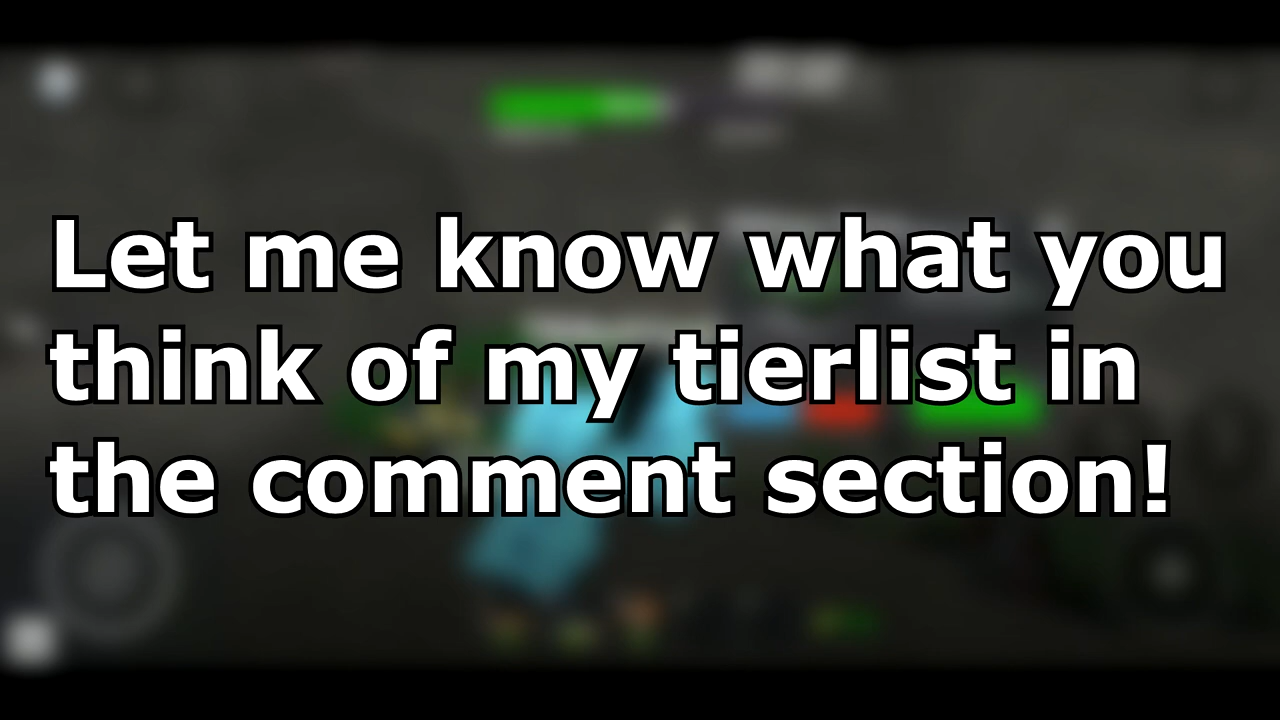 Let me know what you
think of my tierlist in
the comment section!